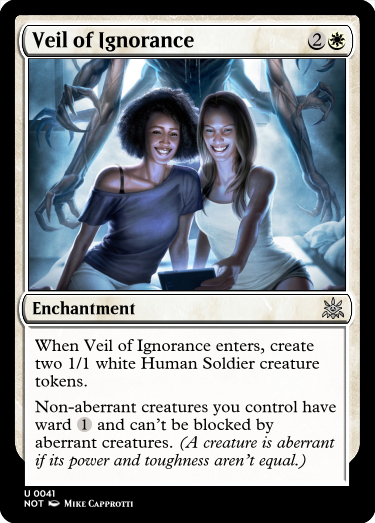 Veil of Ignorance 2
Enchantment
When Veil of Ignorance enters, create
two 1/1 white Human Soldier creature
tokens.
Non-aberrant creatures you control have
ward 1 and can't be blocked by
aberrant creatures. (A creature is aberrant
if its power and toughness aren't equal.)
U 0041
NOT Mike Capprotti